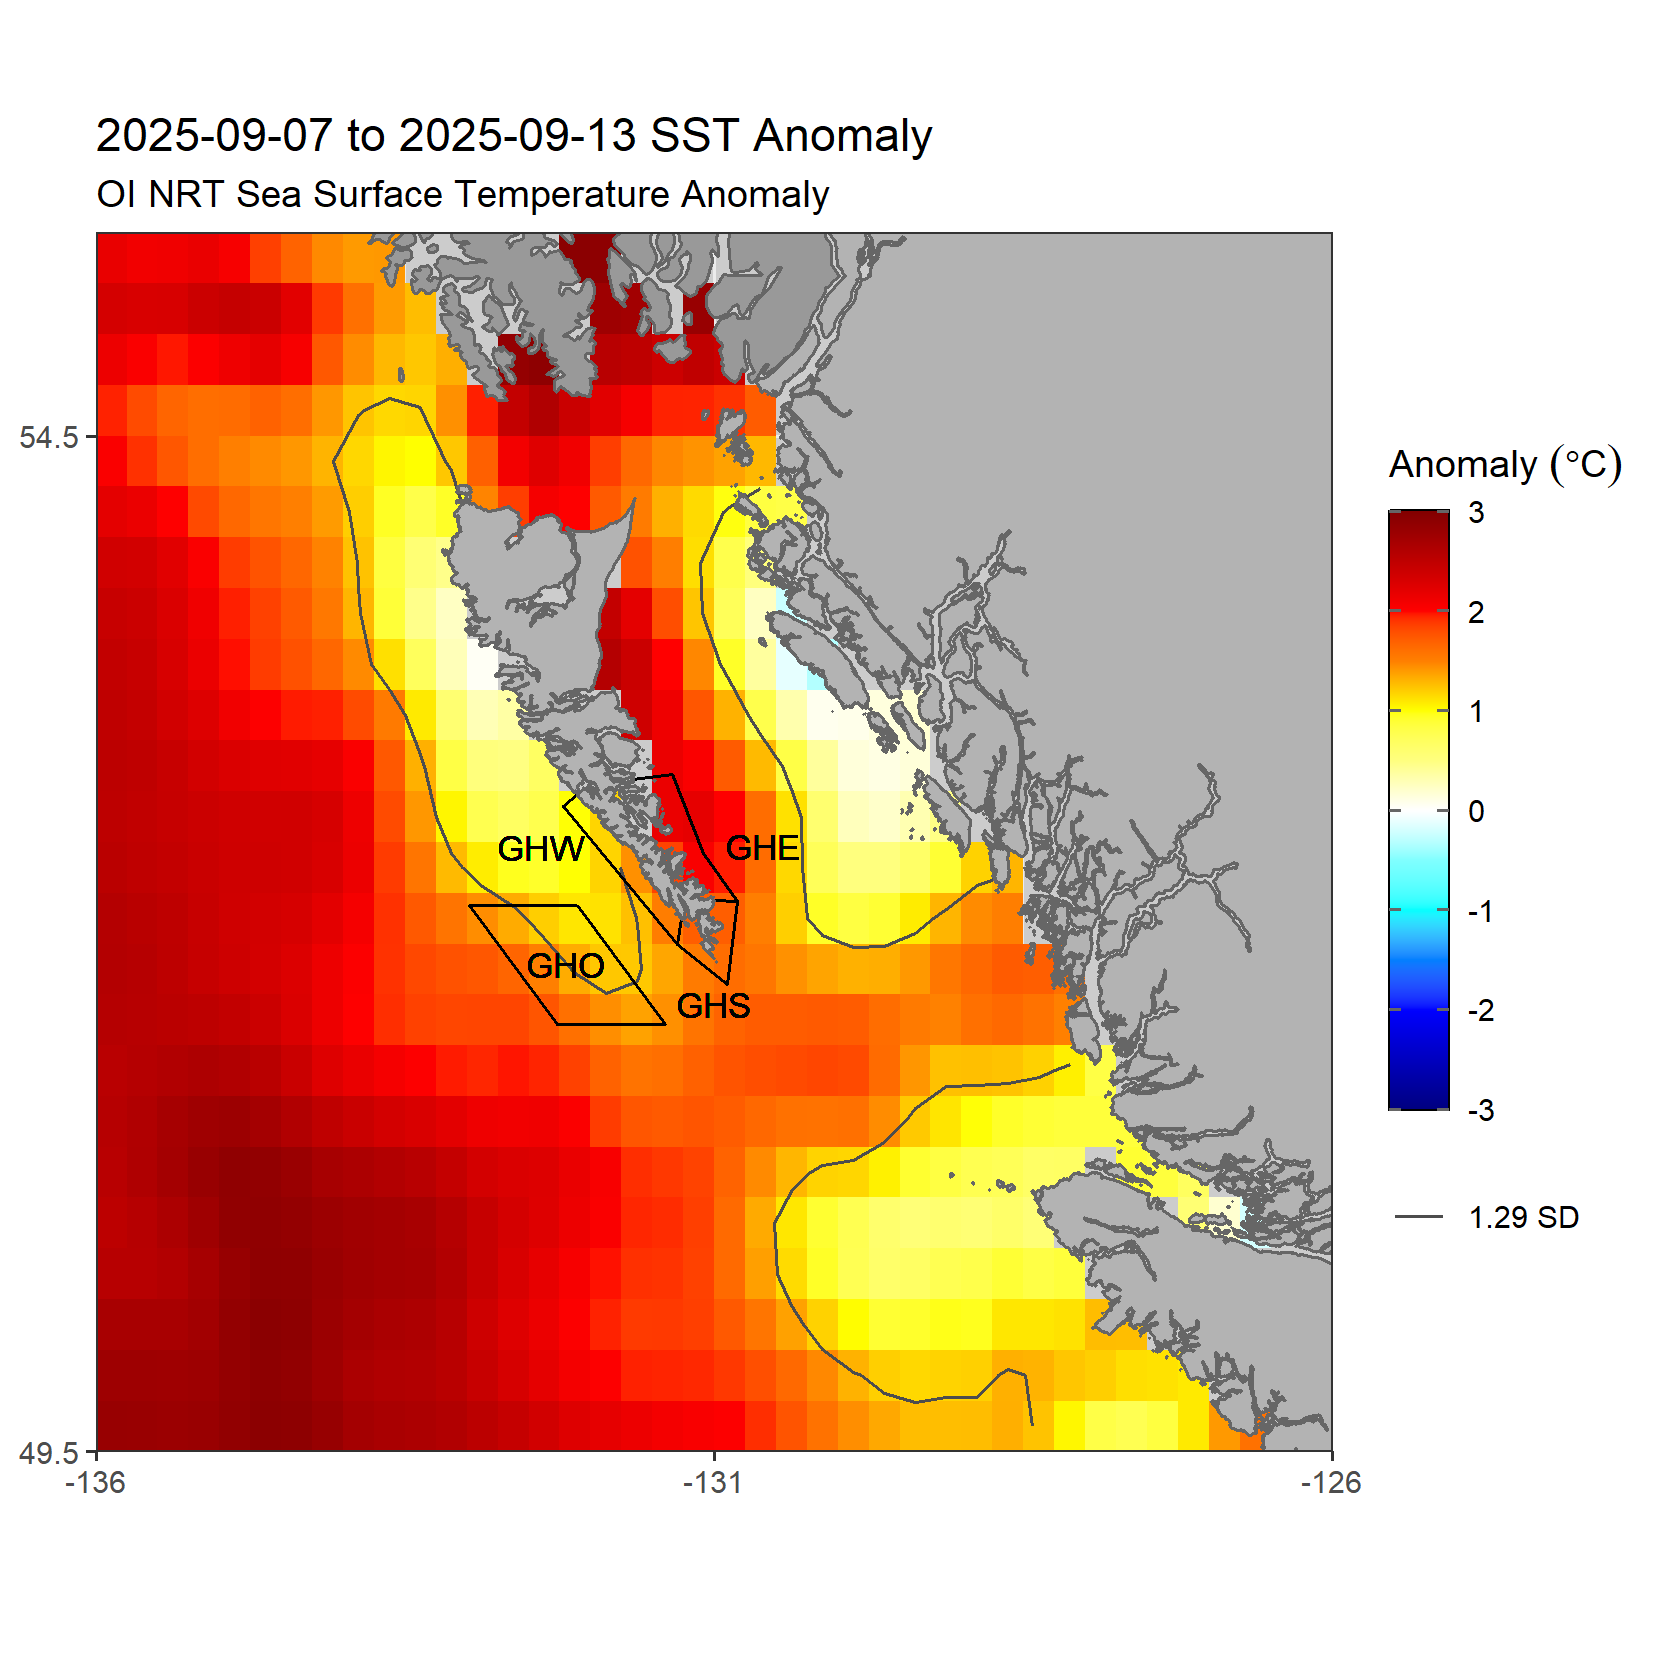 2025-09-07 to 2025-09-13 SST Anomaly
OI NRT Sea Surface Temperature Anomaly
54.5
49.5
-136
-131
-126
GHW
GHE
GHO
GHS
Anomaly (°C)
3
2
1
0
-1
-2
-3
1.29 SD